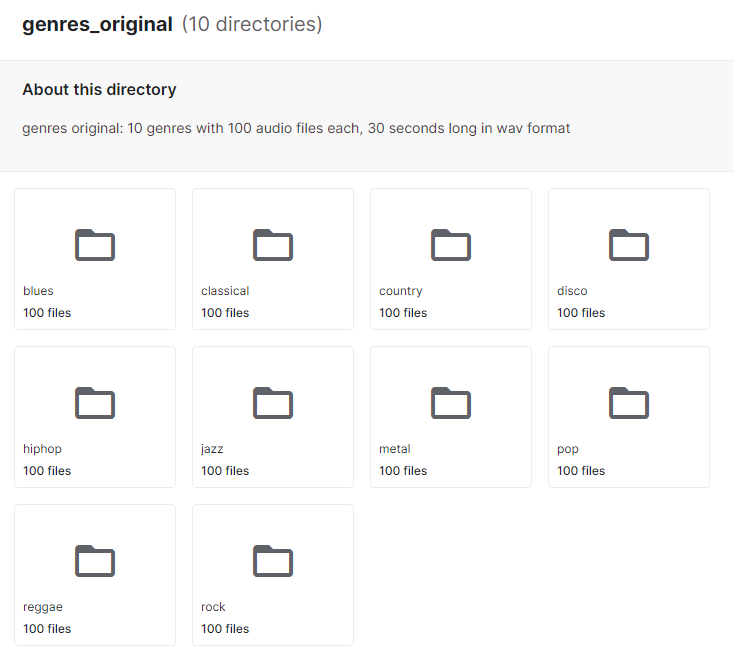 genres_original (10 directories)
About this directory
genres original: 10 genres with 100 audio files each, 30 seconds long in wav format
blues
100 files
classical
100 files
country
100 files
disco
100 files
hiphop
100 files
jazz
100 files
metal
100 files
pop
100 files
reggae
100 files
rock
100 files